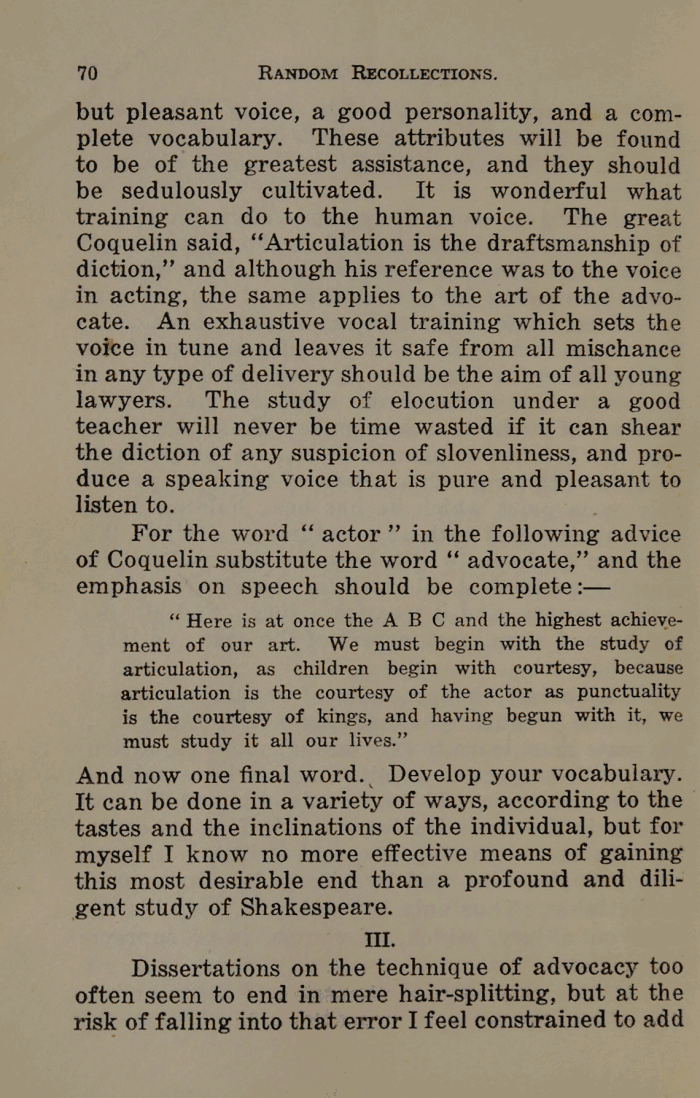 70 RANDOM RECOLLECTIONS.
but pleasant voice, a good personality, and a com-
plete vocabulary. These attributes will be found
to be of the greatest assistance, and they should
be sedulously cultivated. It is wonderful what
training can do to the human voice. The great
Coquelin said, “Articulation is the draftsmanship of
diction,” and although his reference was to the voice
in acting, the same applies to the art of the advo-
cate. An exhaustive vocal training which sets the
voice in tune and leaves it safe from all mischance
in any type of delivery should be the aim of all young
lawyers. The study of elocution under a good
teacher will never be time wasted if it can shear
the diction of any suspicion of slovenliness, and pro-
duce a speaking voice that is pure and pleasant to
listen to.
For the word “ actor ” in the following advice
of Coquelin substitute the word “ advocate,” and the
emphasis on speech should be complete:—
“ Here is at once the A B C and the highest achieve-
ment of our art. We must begin with the study of
articulation, as children begin with courtesy, because
articulation is the courtesy of the actor as punctuality
is the courtesy of kings, and having begun with it, we
must study it all our lives.”
And now one final word. Develop your vocabulary.
It can be done in a variety of ways, according to the
tastes and the inclinations of the individual, but for
myself I know no more effective means of gaining
this most desirable end than a profound and dili-
gent study of Shakespeare.
III.
Dissertations on the technique of advocacy too
often seem to end in mere hair-splitting, but at the
risk of falling into that error I feel constrained to add